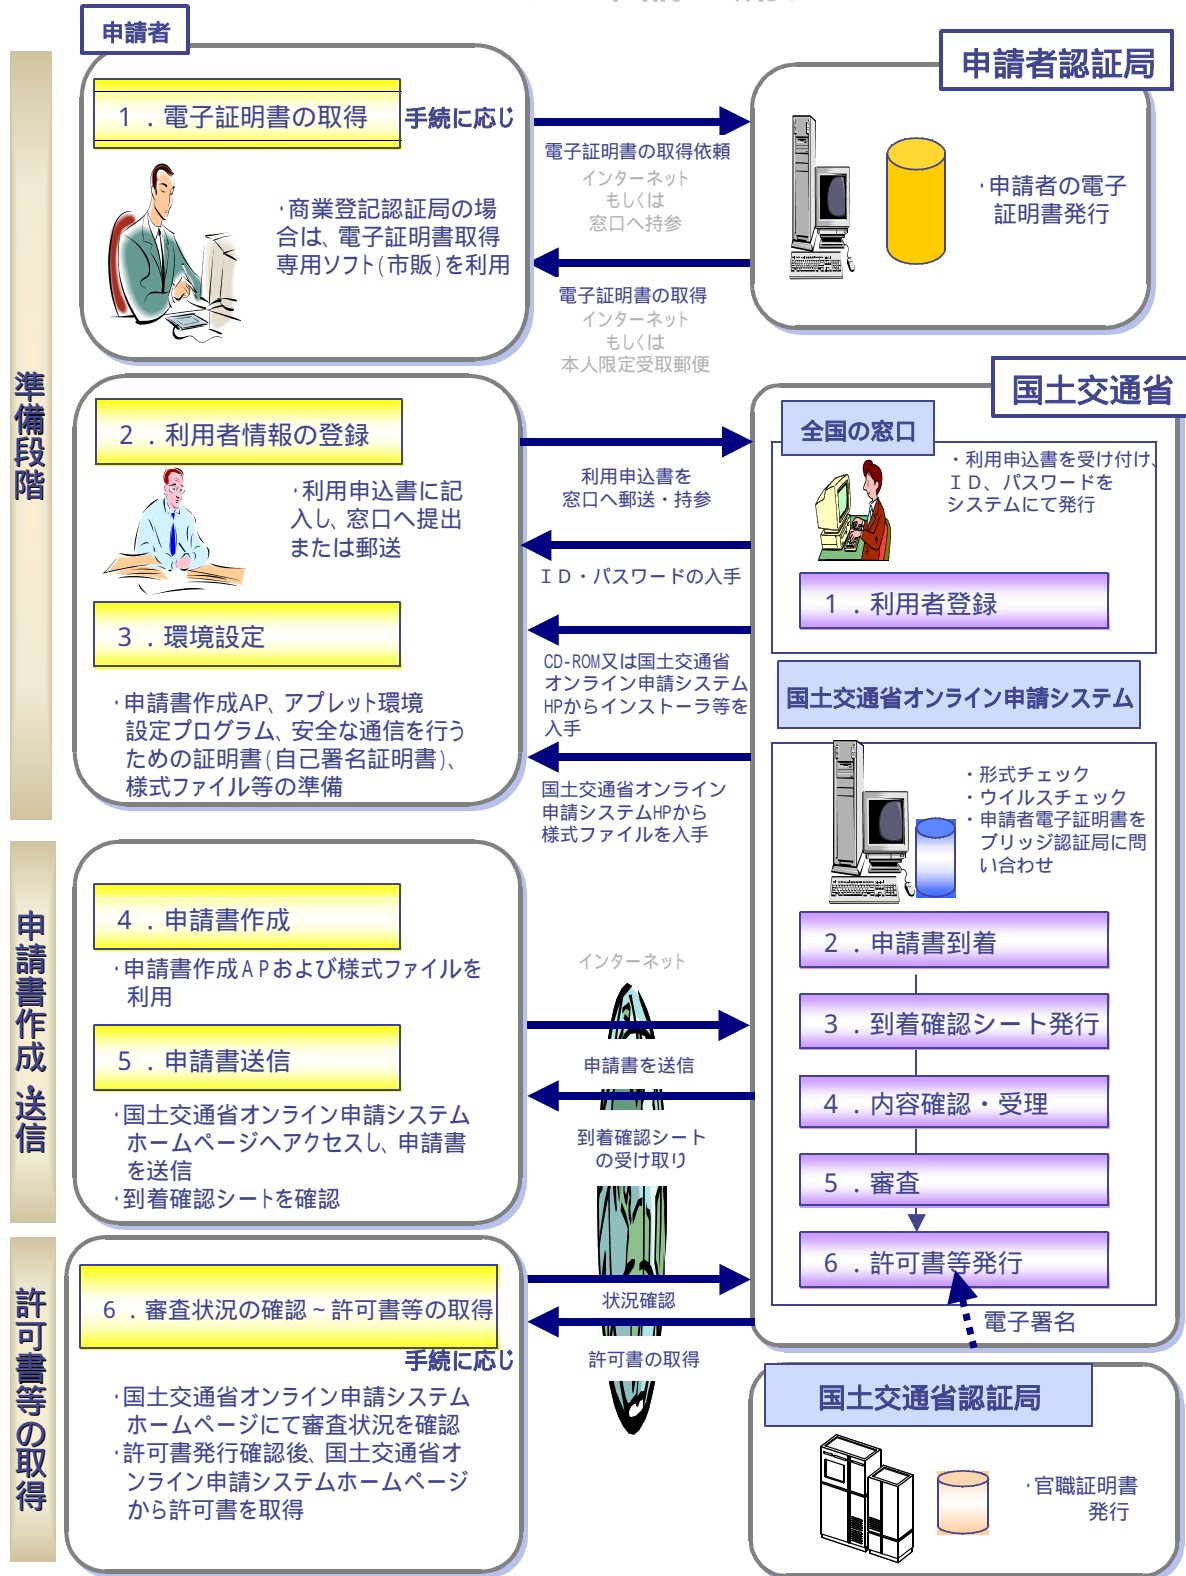 申請者
申請者認証局
準備段階
１．電子証明書の取得
手続に応じ
・商業登記認証局の場
合は、電子証明書取得
専用ソフト(市販)を利用
電子証明書の取得依頼
インターネット
もしくは
窓口へ持参
電子証明書の取得
インターネット
もしくは
本人限定受取郵便
・申請者の電子
証明書発行
国土交通省
２．利用者情報の登録
・利用申込書に記
入し、窓口へ提出
または郵送
利用申込書を
窓口へ郵送・持参
ＩＤ・パスワードの入手
全国の窓口
・利用申込書を受け付け、
ＩＤ、パスワードを
システムにて発行
１．利用者登録
３．環境設定
・申請書作成AP、アプレット環境
設定プログラム、安全な通信を行う
ための証明書(自己署名証明書)、
様式ファイル等の準備
CD-ROM又は国土交通省
オンライン申請システム
HPからインストーラ等を
入手
国土交通省オンライン
申請システムHPから
様式ファイルを入手
国土交通省オンライン申請システム
・形式チェック
・ウイルスチェック
・申請者電子証明書を
ブリッジ認証局に問
い合わせ
申請書作成・送信
４．申請書作成
・申請書作成ＡＰおよび様式ファイルを
利用
５．申請書送信
・国土交通省オンライン申請システム
ホームページへアクセスし、申請書
を送信
・到着確認シートを確認
インターネット
申請書を送信
到着確認シート
の受け取り
２．申請書到着
３．到着確認シート発行
４．内容確認・受理
５．審査
６．許可書等発行
電子署名
許可書等の取得
６．審査状況の確認～許可書等の取得
手続に応じ
・国土交通省オンライン申請システム
ホームページにて審査状況を確認
・許可書発行確認後、国土交通省オ
ンライン申請システムホームページ
から許可書を取得
状況確認
許可書の取得
国土交通省認証局
・官職証明書
発行